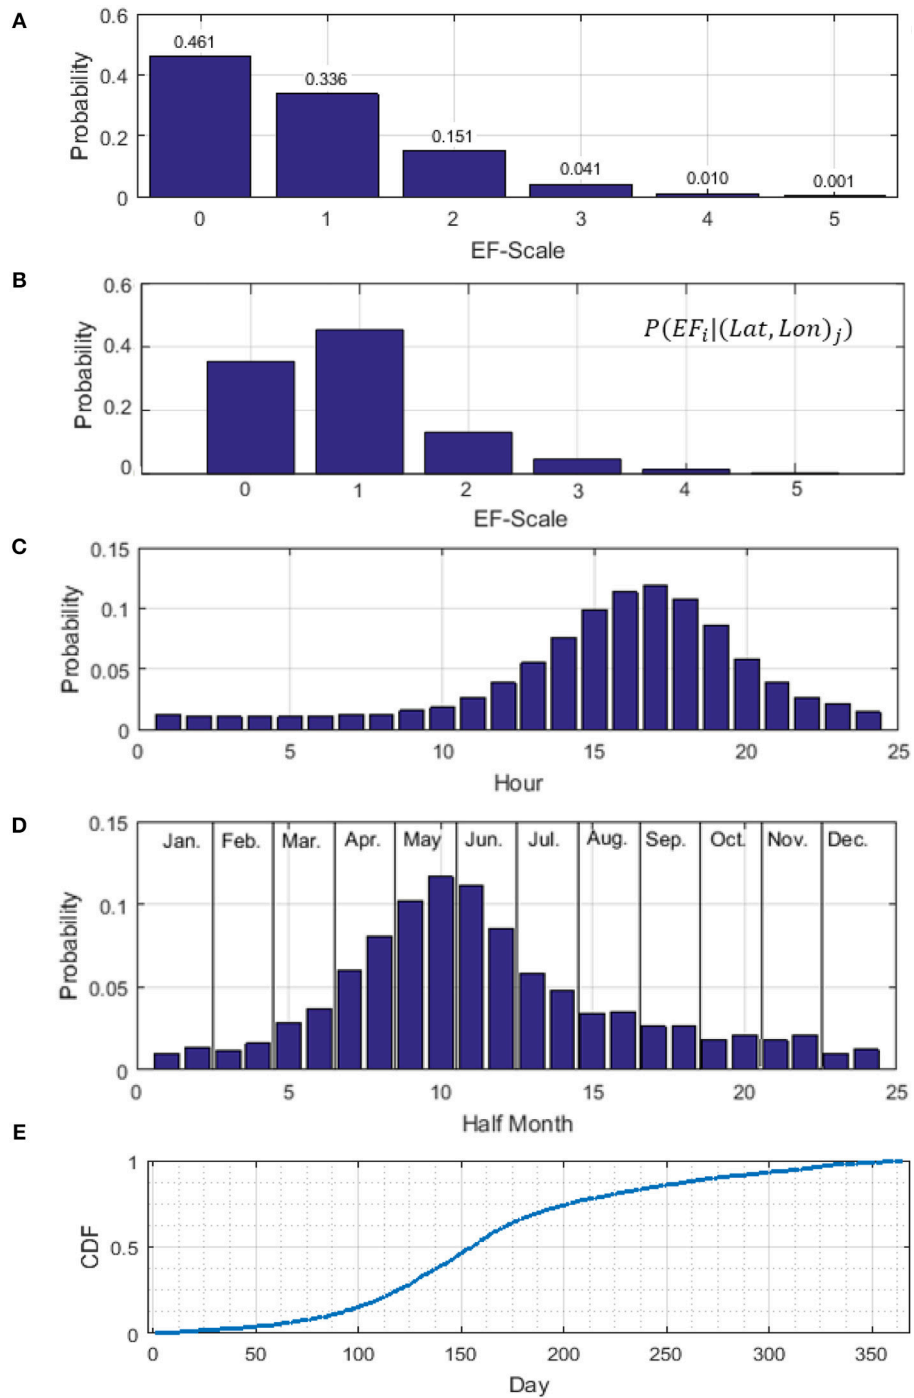 A
0.6
0.4
0.2
0
Probability
0.461
0.336
0.151
0.041
0.010
0.001
0 1 2 3 4 5
EF-Scale
B
0.6
0.4
0.2
0
Probability
P(EFᵢ|(Lat, Lon)ⱼ)
0 1 2 3 4 5
EF-Scale
C
0.15
0.1
0.05
0
Probability
0 5 10 15 20 25
Hour
D
0.15
0.1
0.05
0
Probability
Jan. Feb. Mar. Apr. May Jun. Jul. Aug. Sep. Oct. Nov. Dec.
0 5 10 15 20 25
Half Month
E
1
0.5
0
CDF
0 50 100 150 200 250 300 350
Day